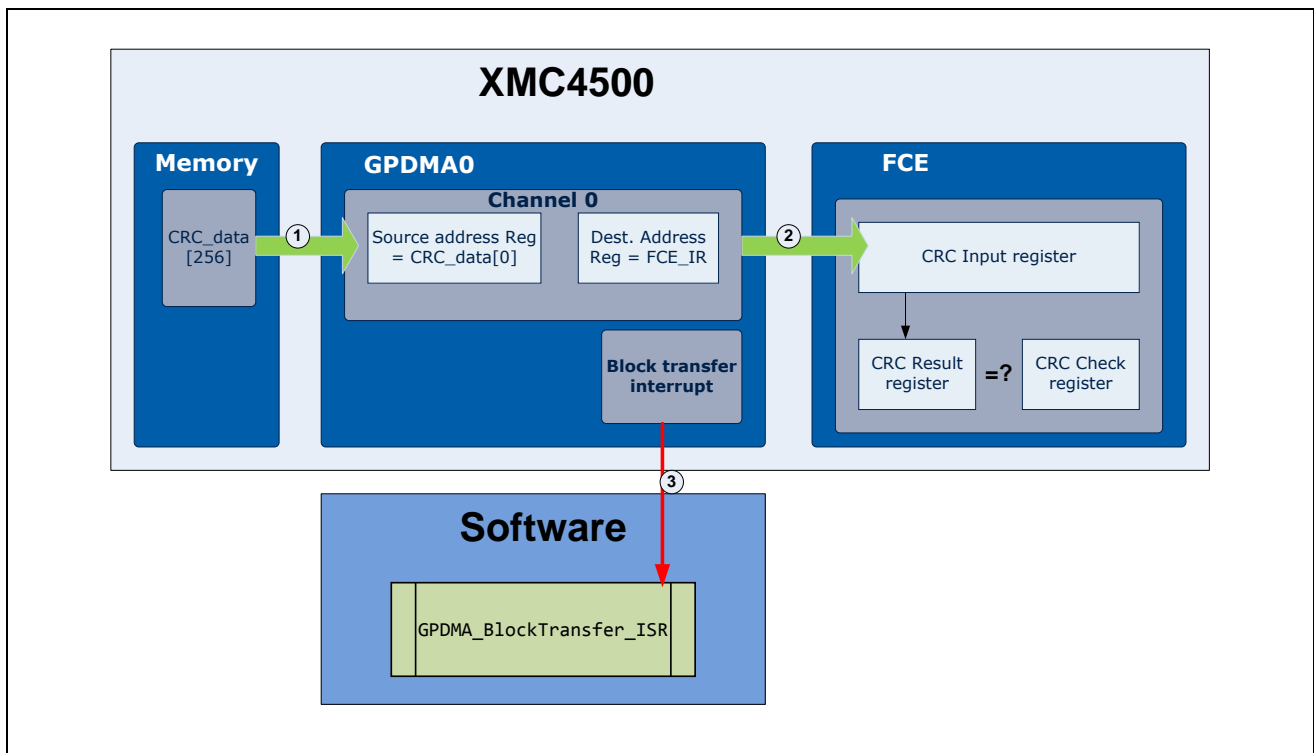 XMC4500
Memory
CRC_data
[256]
1
GPDMA0
Channel 0
Source address Reg
= CRC_data[0]
Dest. Address
Reg = FCE_IR
Block transfer
interrupt
2
FCE
CRC Input register
CRC Result
register
=?
CRC Check
register
3
Software
GPDMA_BlockTransfer_ISR